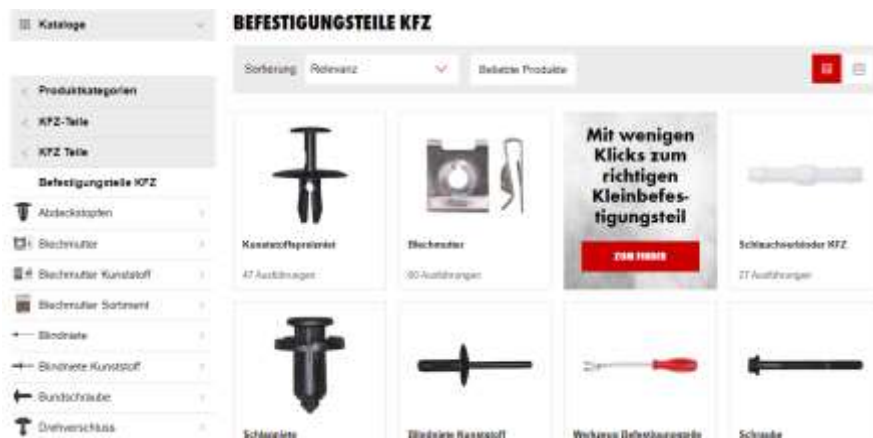 Kataloge
Produktkategorien
KFZ-Teile
KFZ Teile
Befestigungsteile KFZ
Abdeckstopfen
Blechmutter
Blechmutter Kunststoff
Blechmutter Sortiment
Blindniete
Blindniete Kunststoff
Bundschraube
Drehverschluss
BEFESTIGUNGSTEILE KFZ
Sortierung Relevanz
Beliebte Produkte
Kunststoffspreizniet
47 Ausführungen
Blechmutter
60 Ausführungen
Mit wenigen
Klicks zum
richtigen
Kleinbefes-
tigungsteil
ZUM FINDER
Schlauchverbinder KFZ
27 Ausführungen
Schlagniete
Blindniete Kunststoff
Werkzeug Befestigungsteile
Schraube